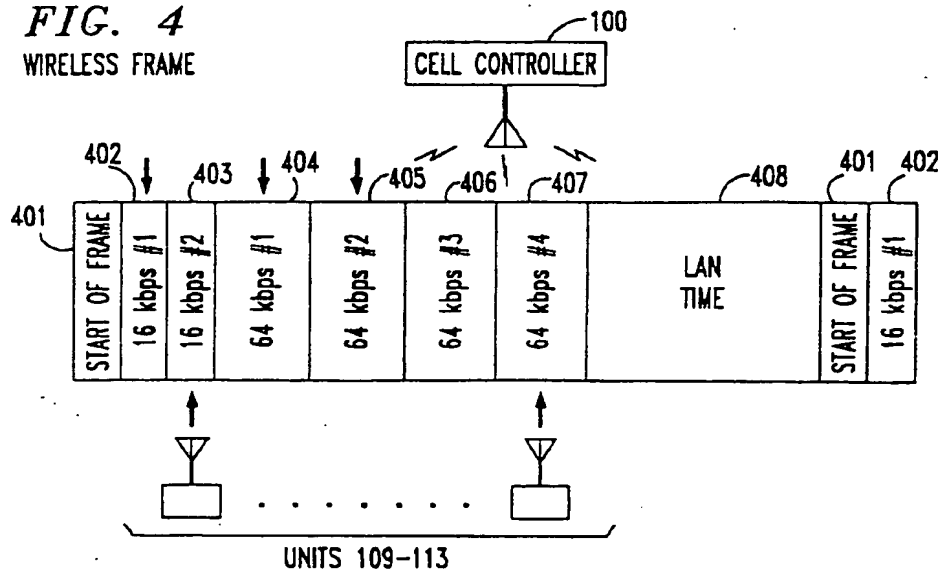 FIG. 4
WIRELESS FRAME
100
CELL CONTROLLER
401
402
403
404
405
406
407
408
401
402
START OF FRAME
16 kbps #1
16 kbps #2
64 kbps #1
64 kbps #2
64 kbps #3
64 kbps #4
LAN
TIME
START OF FRAME
16 kbps #1
UNITS 109-113